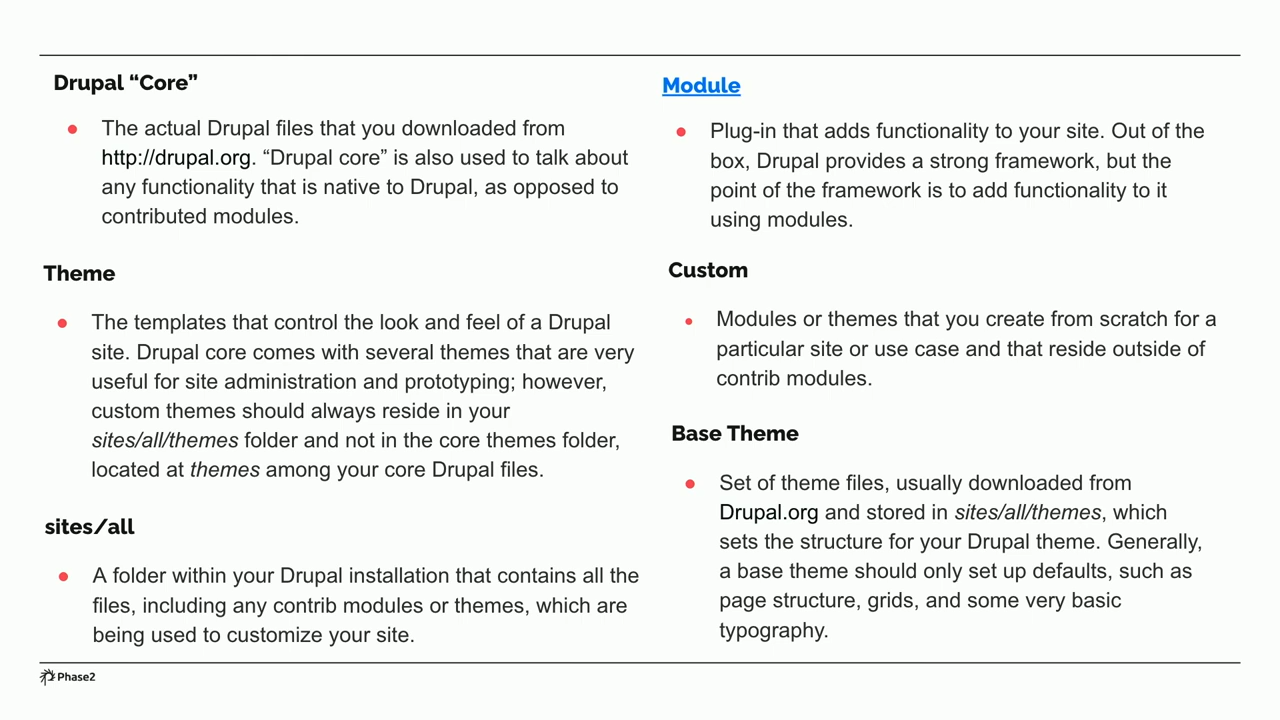 Drupal “Core”
The actual Drupal files that you downloaded from
http://drupal.org. “Drupal core” is also used to talk about
any functionality that is native to Drupal, as opposed to
contributed modules.
Theme
The templates that control the look and feel of a Drupal
site. Drupal core comes with several themes that are very
useful for site administration and prototyping; however,
custom themes should always reside in your
sites/all/themes folder and not in the core themes folder,
located at themes among your core Drupal files.
sites/all
A folder within your Drupal installation that contains all the
files, including any contrib modules or themes, which are
being used to customize your site.
Module
Plug-in that adds functionality to your site. Out of the
box, Drupal provides a strong framework, but the
point of the framework is to add functionality to it
using modules.
Custom
Modules or themes that you create from scratch for a
particular site or use case and that reside outside of
contrib modules.
Base Theme
Set of theme files, usually downloaded from
Drupal.org and stored in sites/all/themes, which
sets the structure for your Drupal theme. Generally,
a base theme should only set up defaults, such as
page structure, grids, and some very basic
typography.
Phase2